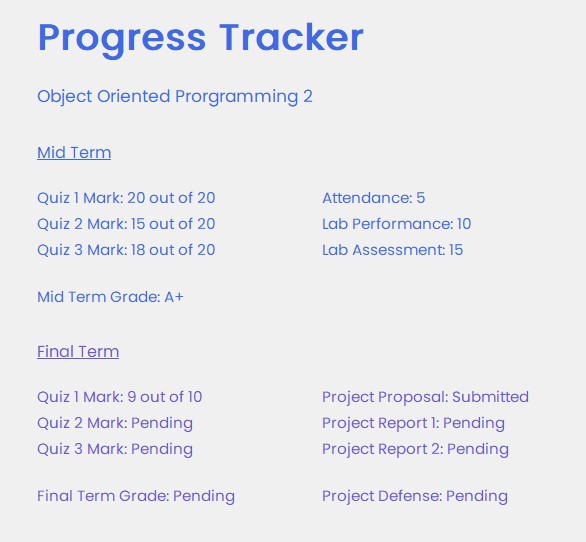 Progress Tracker
Object Oriented Prorgramming 2
Mid Term
Quiz 1 Mark: 20 out of 20
Attendance: 5
Quiz 2 Mark: 15 out of 20
Lab Performance: 10
Quiz 3 Mark: 18 out of 20
Lab Assessment: 15
Mid Term Grade: A+
Final Term
Quiz 1 Mark: 9 out of 10
Project Proposal: Submitted
Quiz 2 Mark: Pending
Project Report 1: Pending
Quiz 3 Mark: Pending
Project Report 2: Pending
Final Term Grade: Pending
Project Defense: Pending